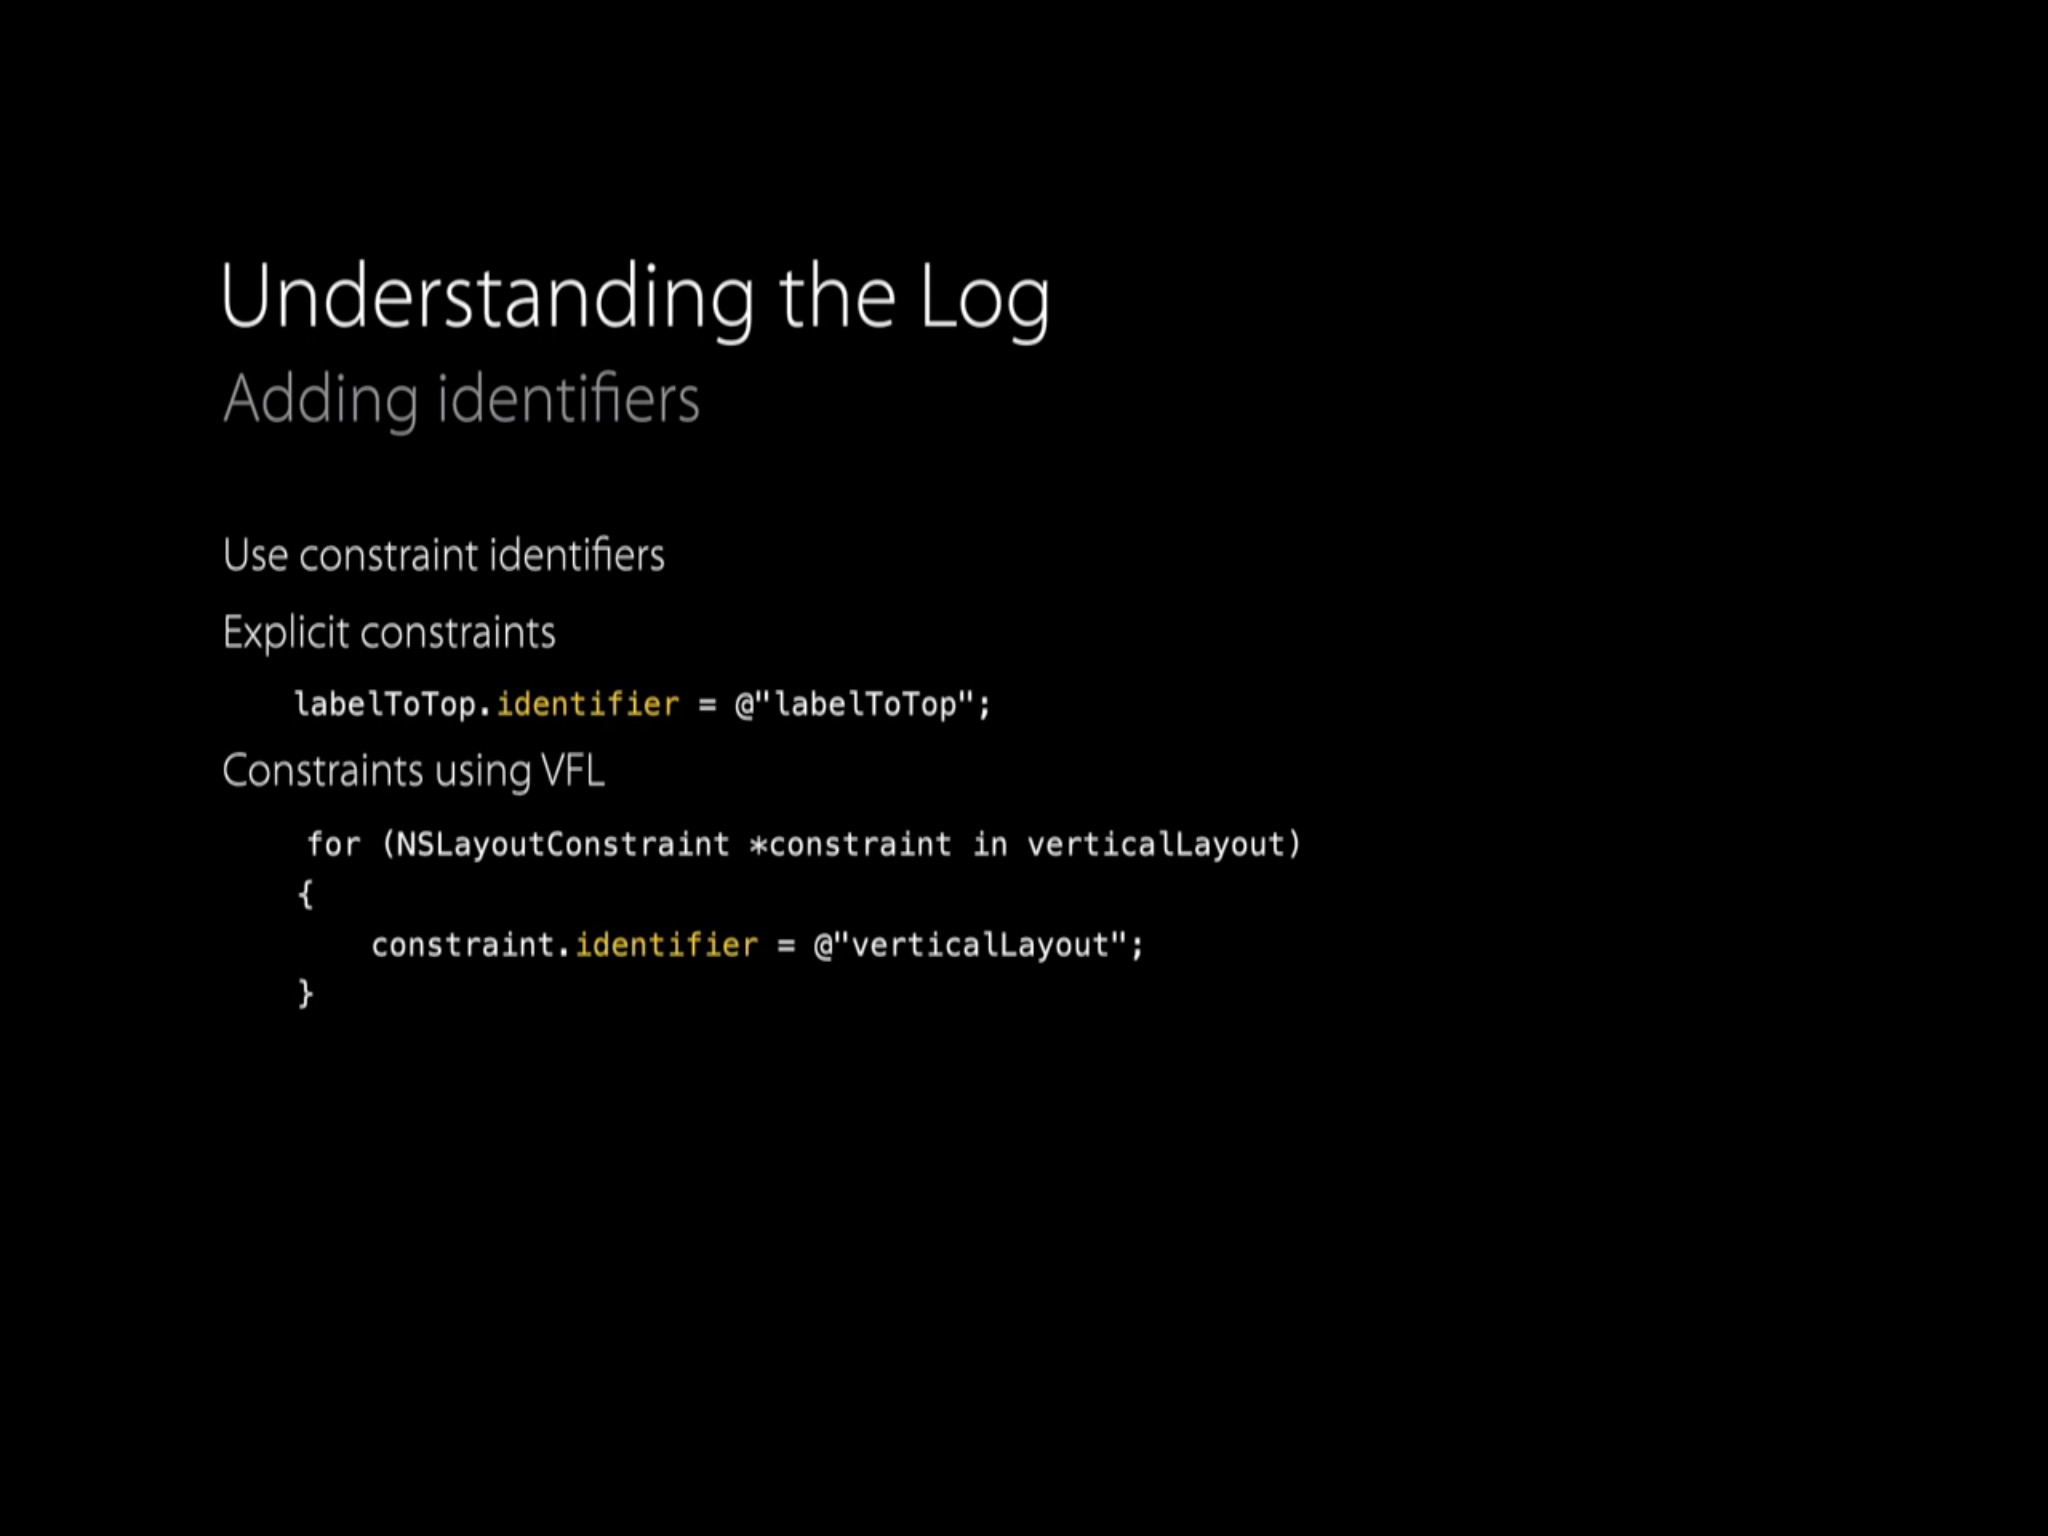 Understanding the Log
Adding identifiers
Use constraint identifiers
Explicit constraints
labelToTop.identifier = @"labelToTop";
Constraints using VFL
for (NSLayoutConstraint *constraint in verticalLayout)
{
constraint.identifier = @"verticalLayout";
}